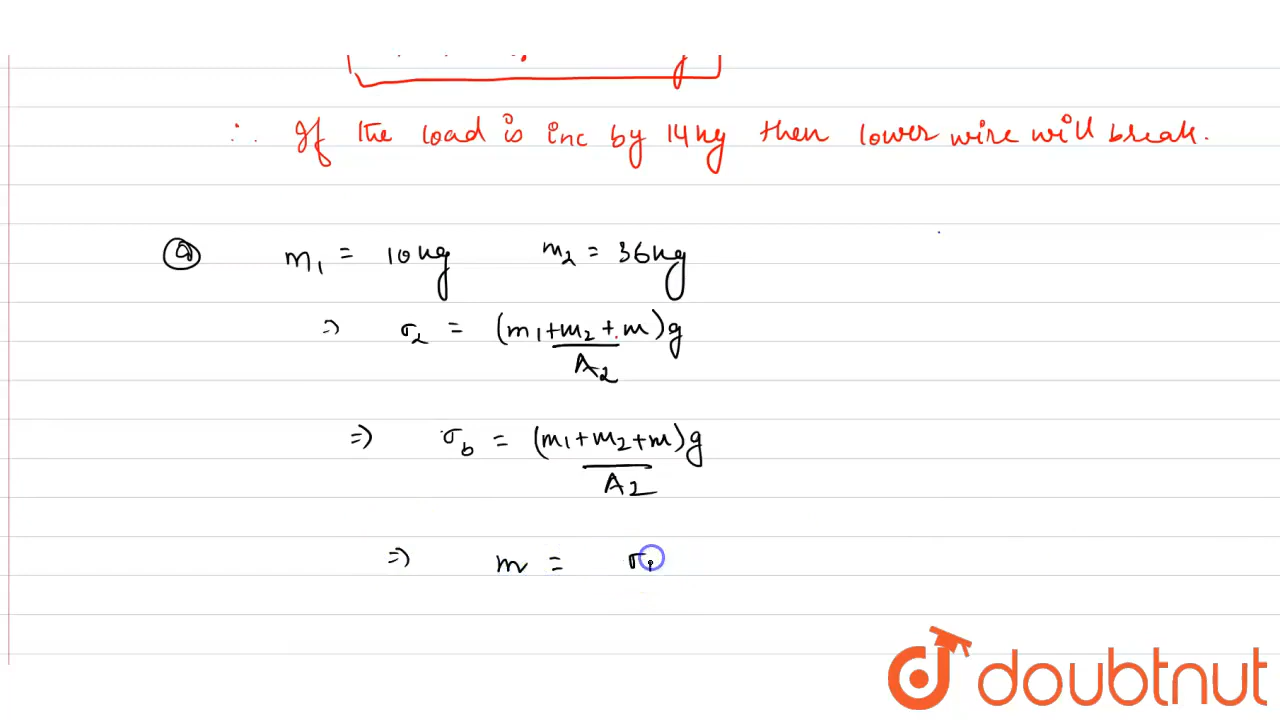 ∴ If the load is inc by 14kg then lower wire will break.
(a) m₁ = 10kg m₂ = 36kg
⇒ σ₂ = (m₁+m₂+m)g / A₂
⇒ σ_b = (m₁+m₂+m)g / A₂
⇒ m = σ
doubtnut